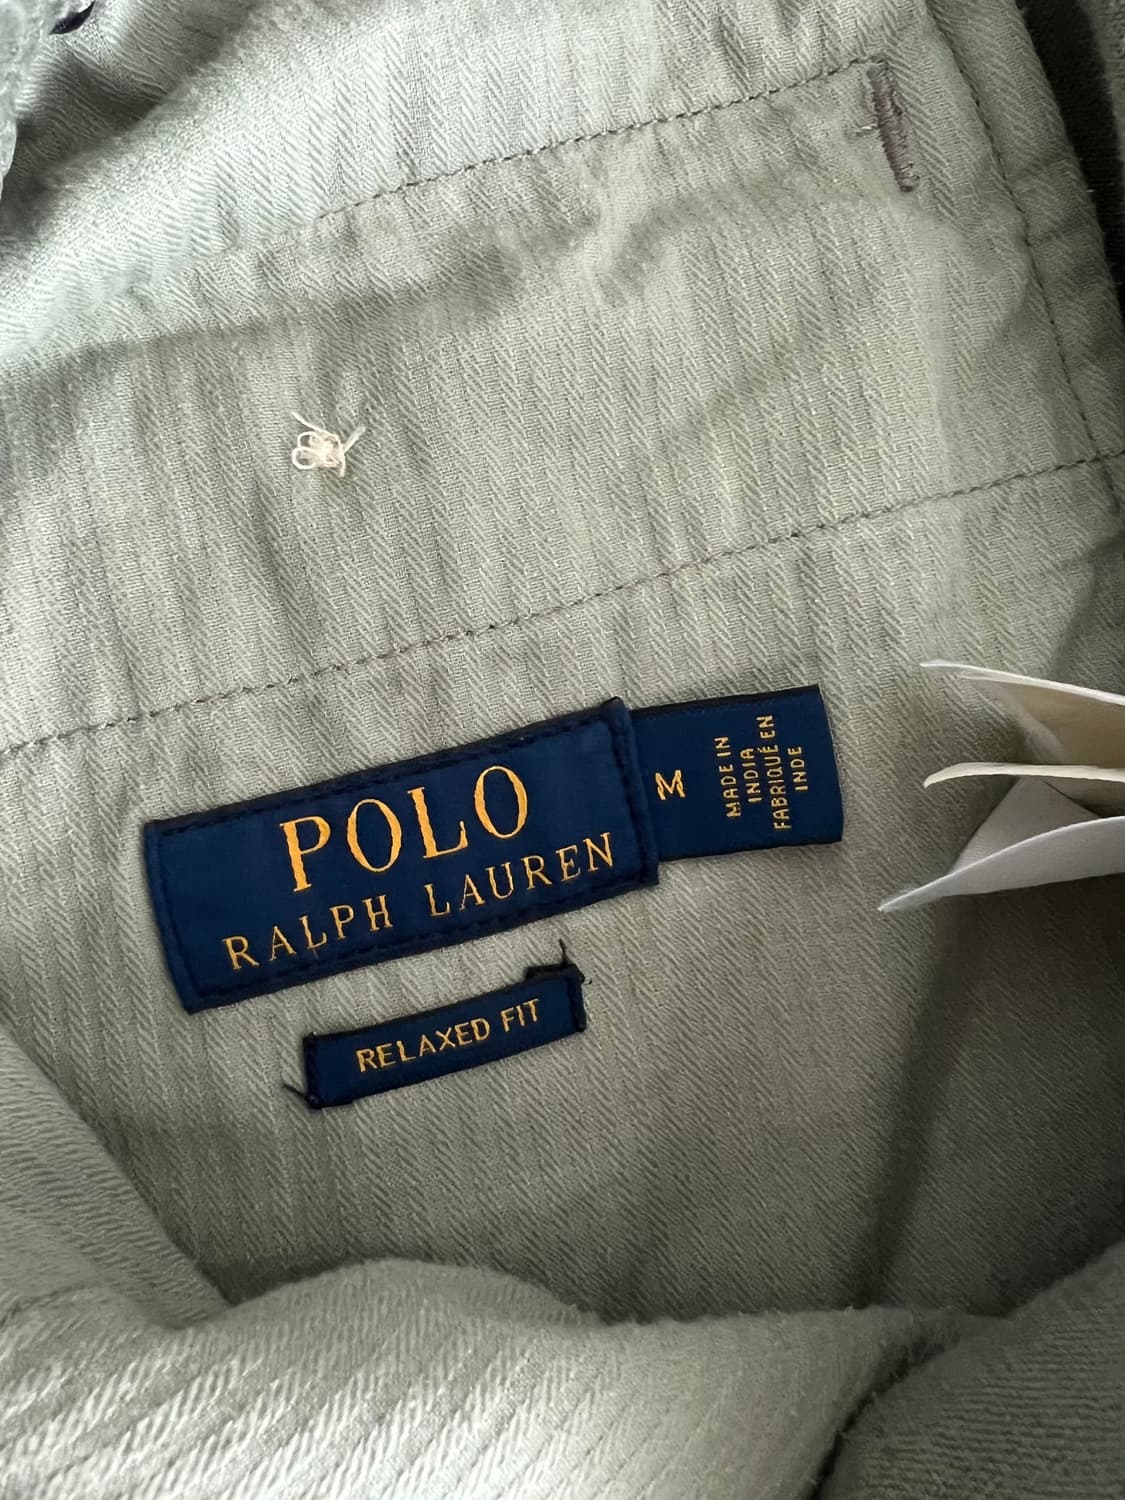 POLO
RALPH LAUREN
M
MADE IN
INDIA
FABRIQUÉ EN
INDE
RELAXED FIT